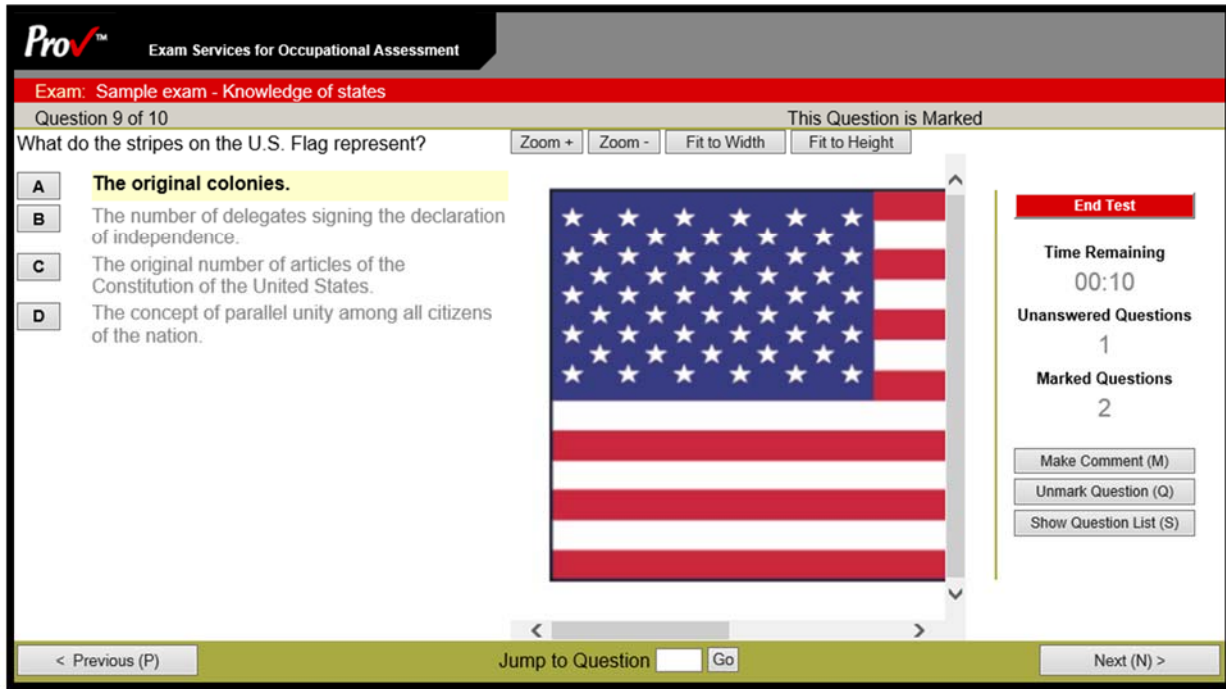 Prov™
Exam Services for Occupational Assessment
Exam: Sample exam - Knowledge of states
Question 9 of 10
This Question is Marked
What do the stripes on the U.S. Flag represent?
Zoom +
Zoom -
Fit to Width
Fit to Height
A
The original colonies.
B
The number of delegates signing the declaration
of independence.
C
The original number of articles of the
Constitution of the United States.
D
The concept of parallel unity among all citizens
of the nation.
End Test
Time Remaining
00:10
Unanswered Questions
1
Marked Questions
2
Make Comment (M)
Unmark Question (Q)
Show Question List (S)
< Previous (P)
Jump to Question
Go
Next (N) >